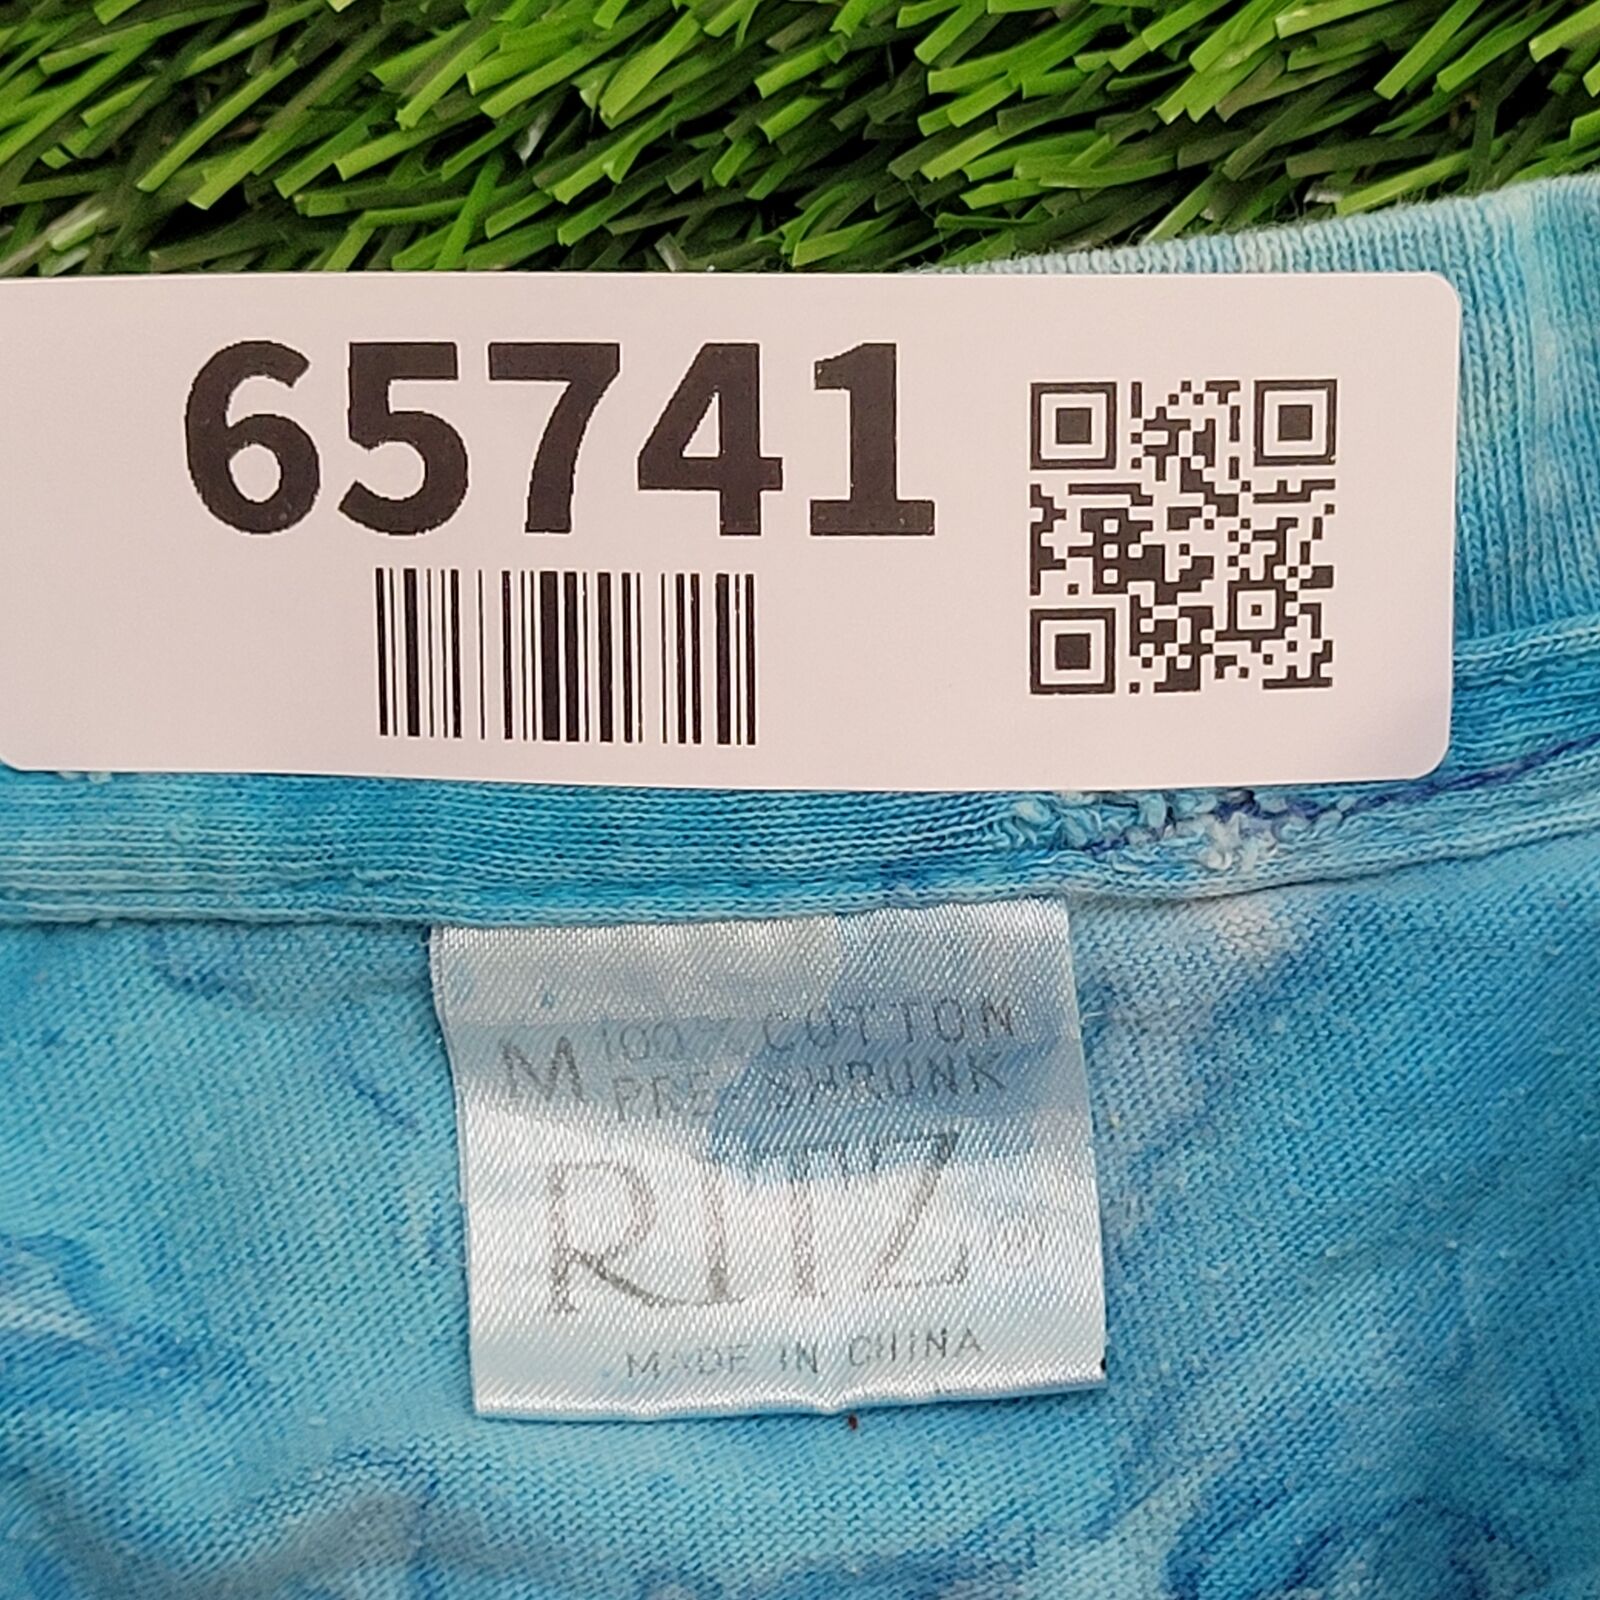 65741
M 100% COTTON
PRE-SHRUNK
RITZ®
MADE IN CHINA